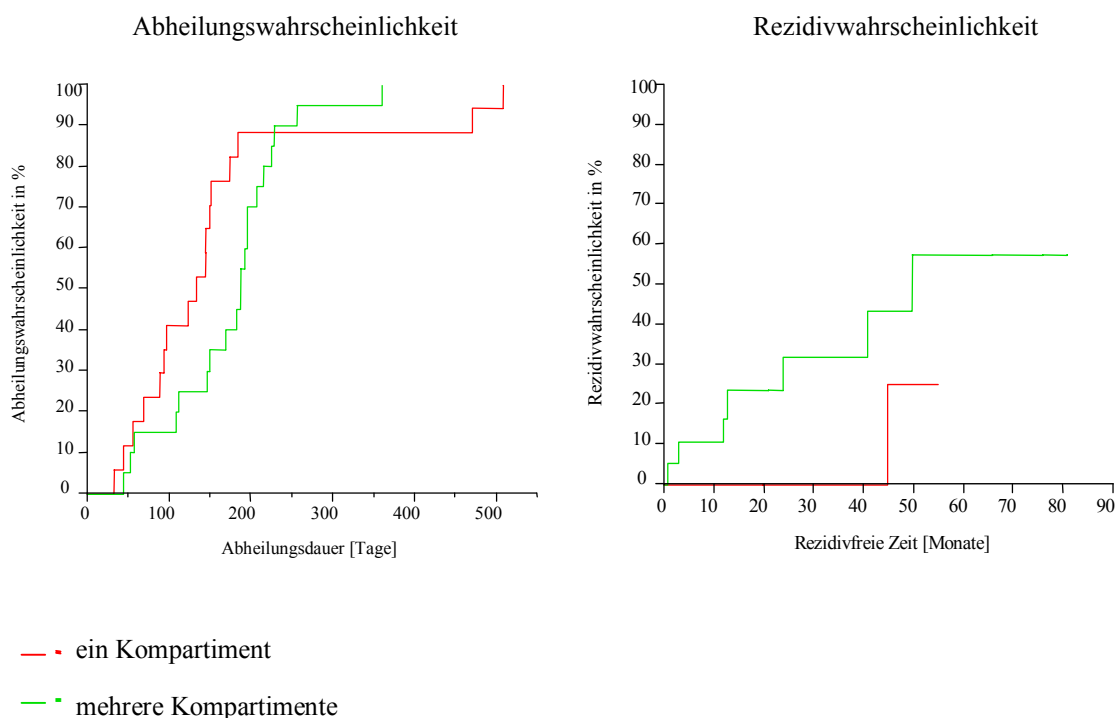 Abheilungswahrscheinlichkeit
Rezidivwahrscheinlichkeit
Abheilungswahrscheinlichkeit in %
100
90
80
70
60
50
40
30
20
10
0
0 100 200 300 400 500
Abheilungsdauer [Tage]
Rezidivwahrscheinlichkeit in %
100
90
80
70
60
50
40
30
20
10
0
0 10 20 30 40 50 60 70 80 90
Rezidivfreie Zeit [Monate]
ein Kompartiment
mehrere Kompartimente